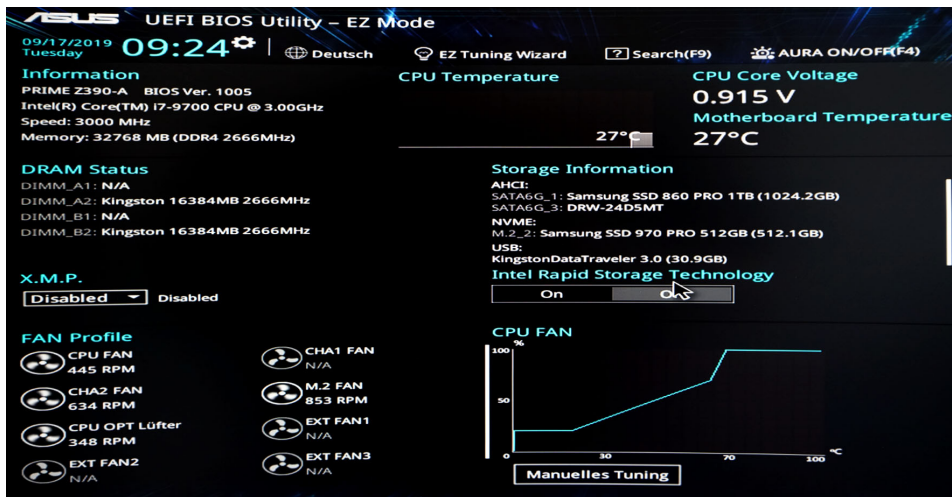 ASUS UEFI BIOS Utility – EZ Mode
09/17/2019
Tuesday
09:24
Deutsch
EZ Tuning Wizard
? Search(F9)
AURA ON/OFF(F4)
Information
PRIME Z390-A BIOS Ver. 1005
Intel(R) Core(TM) i7-9700 CPU @ 3.00GHz
Speed: 3000 MHz
Memory: 32768 MB (DDR4 2666MHz)
CPU Temperature
27°C
CPU Core Voltage
0.915 V
Motherboard Temperature
27°C
DRAM Status
DIMM_A1: N/A
DIMM_A2: Kingston 16384MB 2666MHz
DIMM_B1: N/A
DIMM_B2: Kingston 16384MB 2666MHz
Storage Information
AHCI:
SATA6G_1: Samsung SSD 860 PRO 1TB (1024.2GB)
SATA6G_3: DRW-24D5MT
NVME:
M.2_2: Samsung SSD 970 PRO 512GB (512.1GB)
USB:
KingstonDataTraveler 3.0 (30.9GB)
X.M.P.
Disabled Disabled
Intel Rapid Storage Technology
On
FAN Profile
CPU FAN
445 RPM
CHA1 FAN
N/A
CHA2 FAN
634 RPM
M.2 FAN
853 RPM
CPU OPT Lüfter
348 RPM
EXT FAN1
N/A
EXT FAN2
N/A
EXT FAN3
N/A
CPU FAN
%
100
50
0 30 70 100
°C
Manuelles Tuning